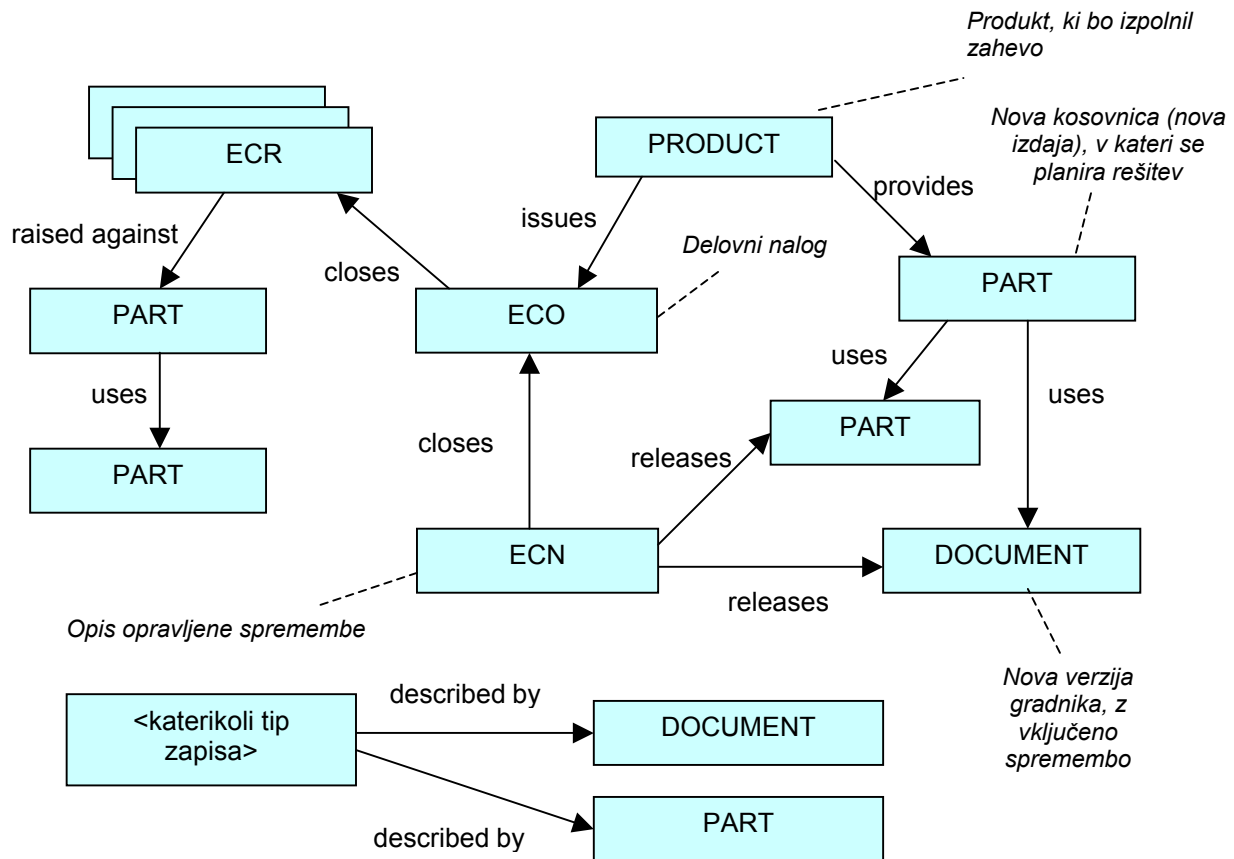 Produkt, ki bo izpolnil
zahevo
ECR
PRODUCT
Nova kosovnica (nova
izdaja), v kateri se
planira rešitev
provides
issues
raised against
closes
Delovni nalog
PART
ECO
PART
uses
uses
uses
PART
PART
closes
releases
ECN
DOCUMENT
releases
Opis opravljene spremembe
Nova verzija
gradnika, z
vključeno
spremembo
described by
<katerikoli tip
zapisa>
DOCUMENT
described by
PART